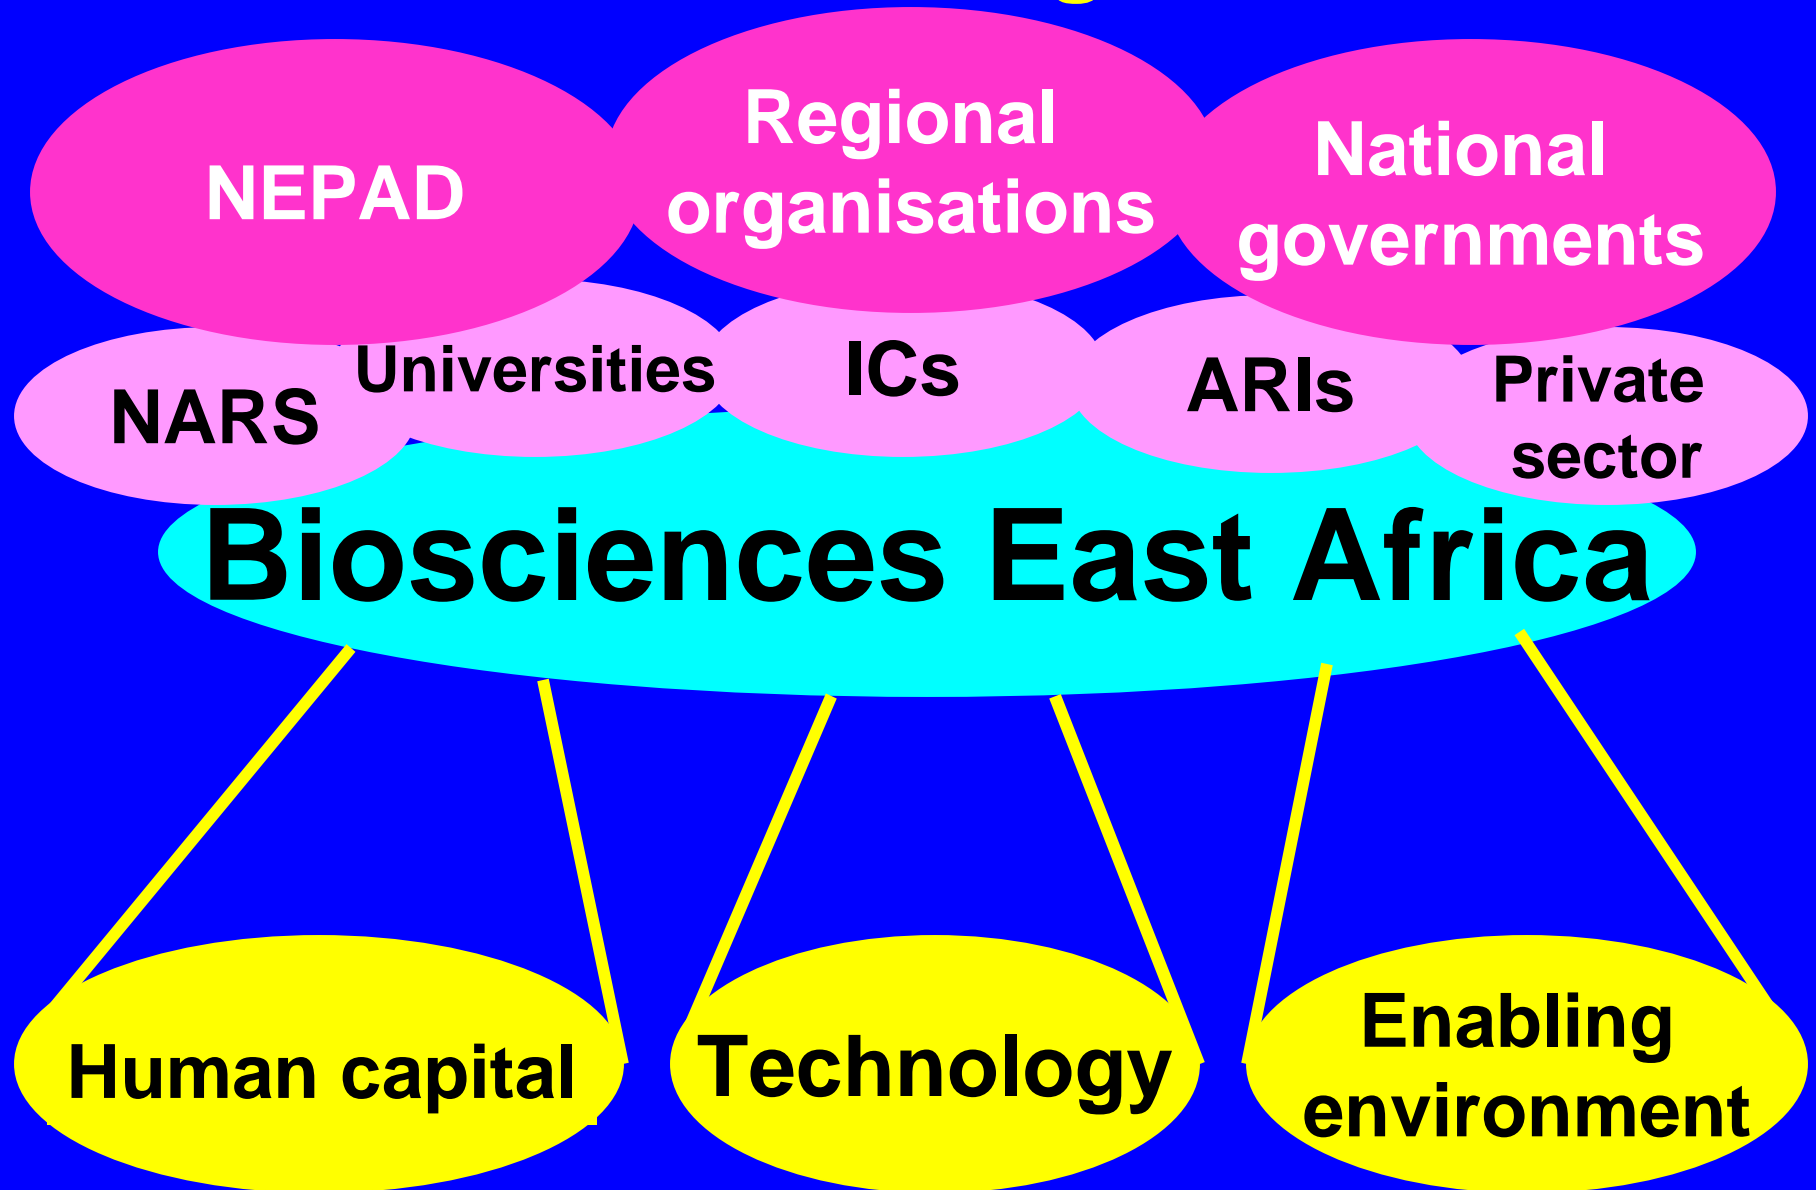 NEPAD
Regional
organisations
National
governments
NARS
Universities
ICs
ARIs
Private
sector
Biosciences East Africa
Human capital
Technology
Enabling
environment